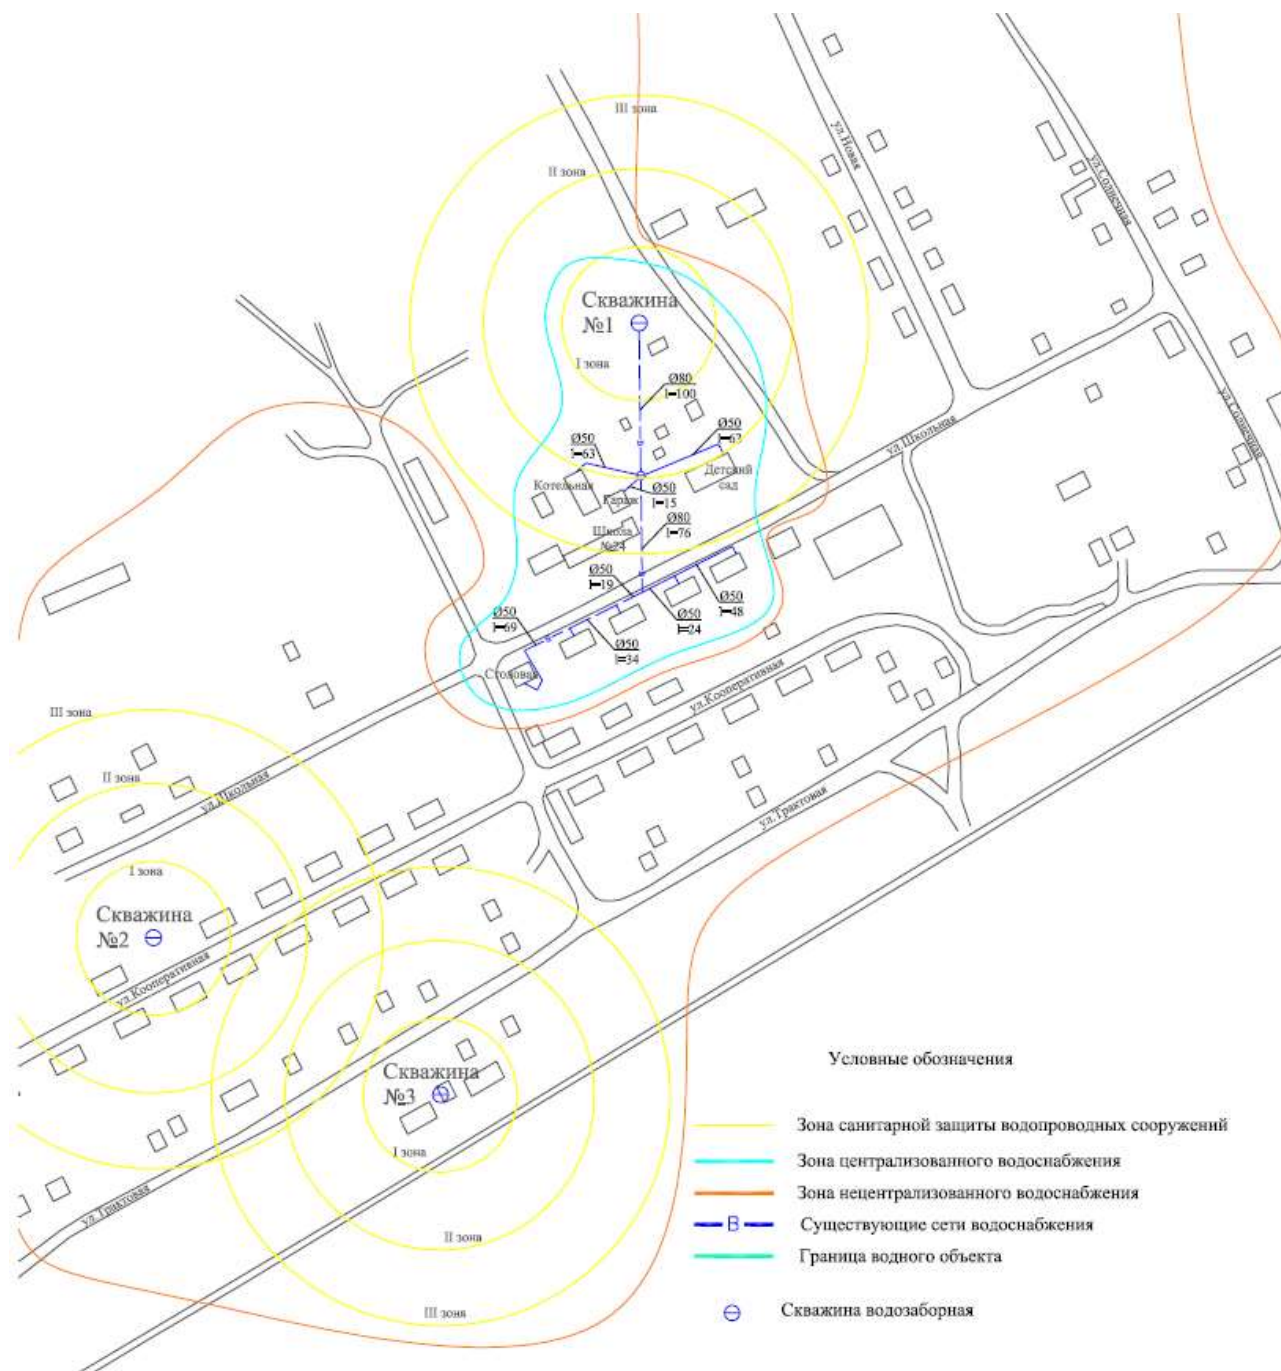 III зона
II зона
ул.Новая
ул.Солнечная
Скважина
№1
I зона
Ø80
l=100
ул.Солнечная
ул.Школьная
Ø50
l=63
Ø50
l=62
Котельная
Детский
сад
Гараж
Ø50
l=15
Школа
№24
Ø80
l=76
Ø50
l=19
Ø50
l=48
Ø50
l=24
Ø50
l=69
Ø50
l=34
Столовая
ул.Кооперативная
III зона
II зона
ул.Школьная
ул.Трактовая
I зона
Скважина
№2
ул.Кооперативная
Скважина
№3
I зона
ул.Трактовая
II зона
III зона
В
Условные обозначения
Зона санитарной защиты водопроводных сооружений
Зона централизованного водоснабжения
Зона нецентрализованного водоснабжения
В Существующие сети водоснабжения
Граница водного объекта
Скважина водозаборная